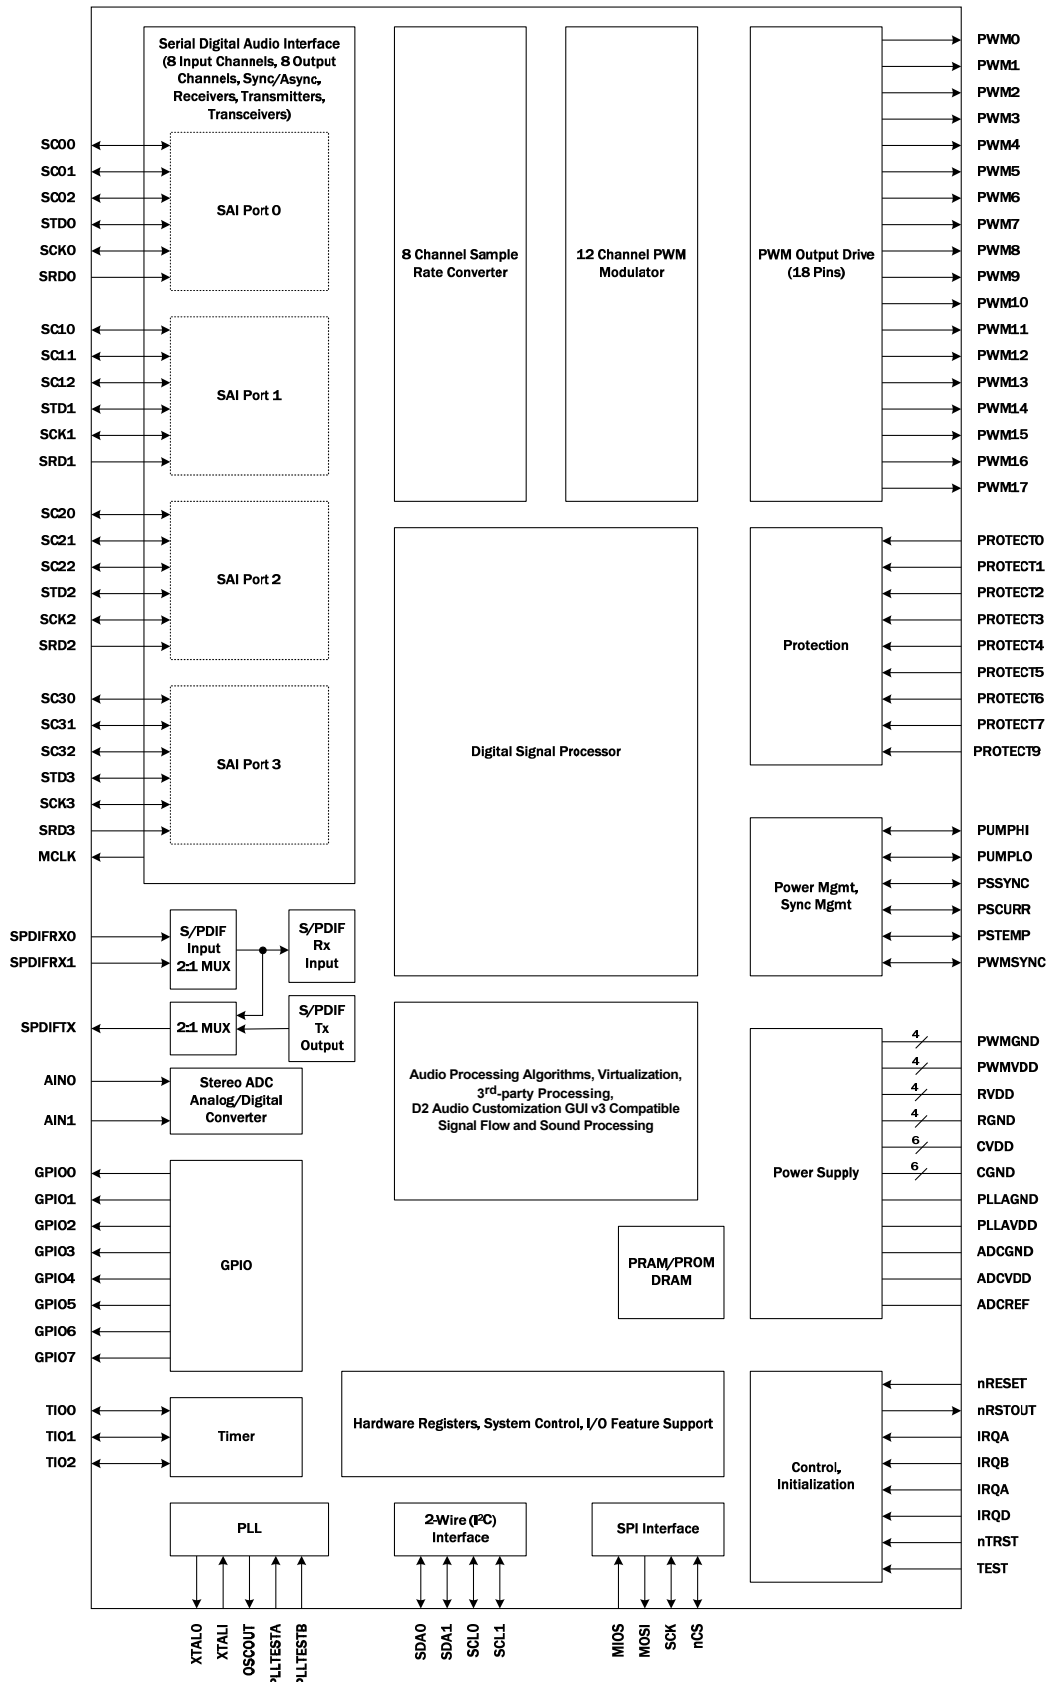 Serial Digital Audio Interface
(8 Input Channels, 8 Output
Channels, Sync/Async,
Receivers, Transmitters,
Transceivers)
SC00
SC01
SC02
STD0
SCK0
SRD0
SAI Port 0
SC10
SC11
SC12
STD1
SCK1
SRD1
SAI Port 1
SC20
SC21
SC22
STD2
SCK2
SRD2
SAI Port 2
SC30
SC31
SC32
STD3
SCK3
SRD3
MCLK
SAI Port 3
8 Channel Sample
Rate Converter
12 Channel PWM
Modulator
PWM Output Drive
(18 Pins)
PWM0
PWM1
PWM2
PWM3
PWM4
PWM5
PWM6
PWM7
PWM8
PWM9
PWM10
PWM11
PWM12
PWM13
PWM14
PWM15
PWM16
PWM17
Digital Signal Processor
Protection
PROTECT0
PROTECT1
PROTECT2
PROTECT3
PROTECT4
PROTECT5
PROTECT6
PROTECT7
PROTECT9
Power Mgmt,
Sync Mgmt
PUMPHI
PUMPLO
PSSYNC
PSCURR
PSTEMP
PWMSYNC
SPDIFRX0
SPDIFRX1
S/PDIF
Input
2:1 MUX
S/PDIF
Rx
Input
SPDIFTX
2:1 MUX
S/PDIF
Tx
Output
AIN0
AIN1
Stereo ADC
Analog/Digital
Converter
Audio Processing Algorithms, Virtualization,
3rd-party Processing,
D2 Audio Customization GUI v3 Compatible
Signal Flow and Sound Processing
Power Supply
4
PWMGND
4
PWMVDD
4
RVDD
4
RGND
6
CVDD
6
CGND
PLLAGND
PLLAVDD
ADCGND
ADCVDD
ADCREF
GPIO0
GPIO1
GPIO2
GPIO3
GPIO4
GPIO5
GPIO6
GPIO7
GPIO
PRAM/PROM
DRAM
TIO0
TIO1
TIO2
Timer
Hardware Registers, System Control, I/O Feature Support
Control,
Initialization
nRESET
nRSTOUT
IRQA
IRQB
IRQA
IRQD
nTRST
TEST
PLL
2-Wire (I²C)
Interface
SPI Interface
XTALO
XTALI
OSCOUT
PLLTESTA
PLLTESTB
SDA0
SDA1
SCL0
SCL1
MIOS
MOSI
SCK
nCS